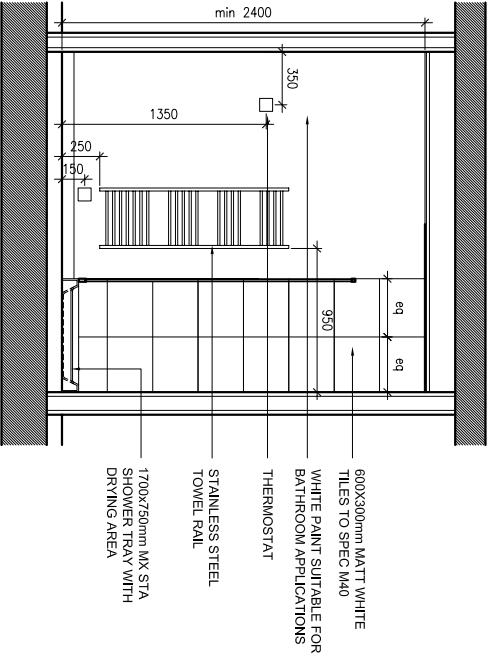 min 2400
350
1350
250
150
950
eq
eq
600X300mm MATT WHITE
TILES TO SPEC M40
WHITE PAINT SUITABLE FOR
BATHROOM APPLICATIONS
THERMOSTAT
STAINLESS STEEL
TOWEL RAIL
1700x750mm MX STA
SHOWER TRAY WITH
DRYING AREA